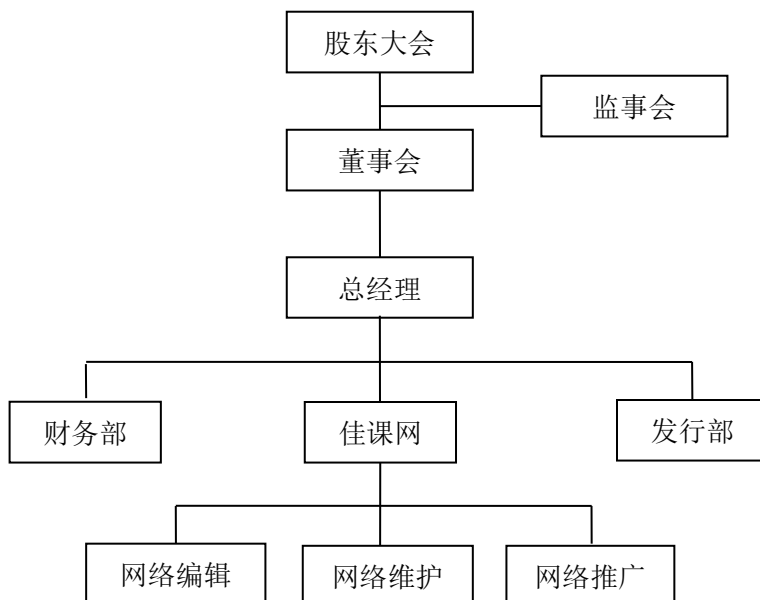 股东大会
监事会
董事会
总经理
财务部
佳课网
发行部
网络编辑
网络维护
网络推广